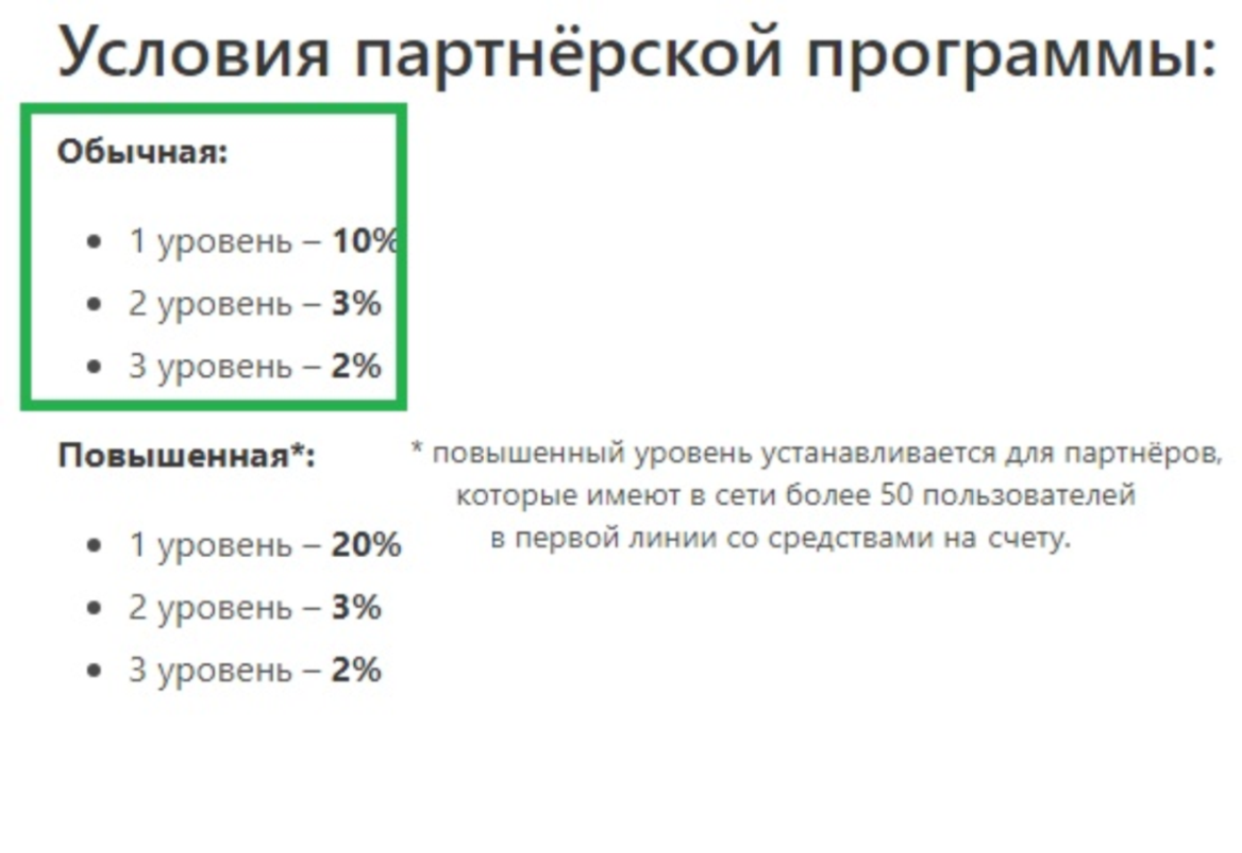 Условия партнёрской программы:
Обычная:
• 1 уровень – 10%
• 2 уровень – 3%
• 3 уровень – 2%
Повышенная*:
* повышенный уровень устанавливается для партнёров,
которые имеют в сети более 50 пользователей
в первой линии со средствами на счету.
• 1 уровень – 20%
• 2 уровень – 3%
• 3 уровень – 2%